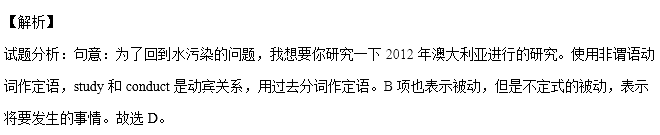 【解析】
试题分析：句意：为了回到水污染的问题，我想要你研究一下 2012 年澳大利亚进行的研究。使用非谓语动
词作定语，study 和 conduct 是动宾关系，用过去分词作定语。B 项也表示被动，但是不定式的被动，表示
将要发生的事情。故选 D。